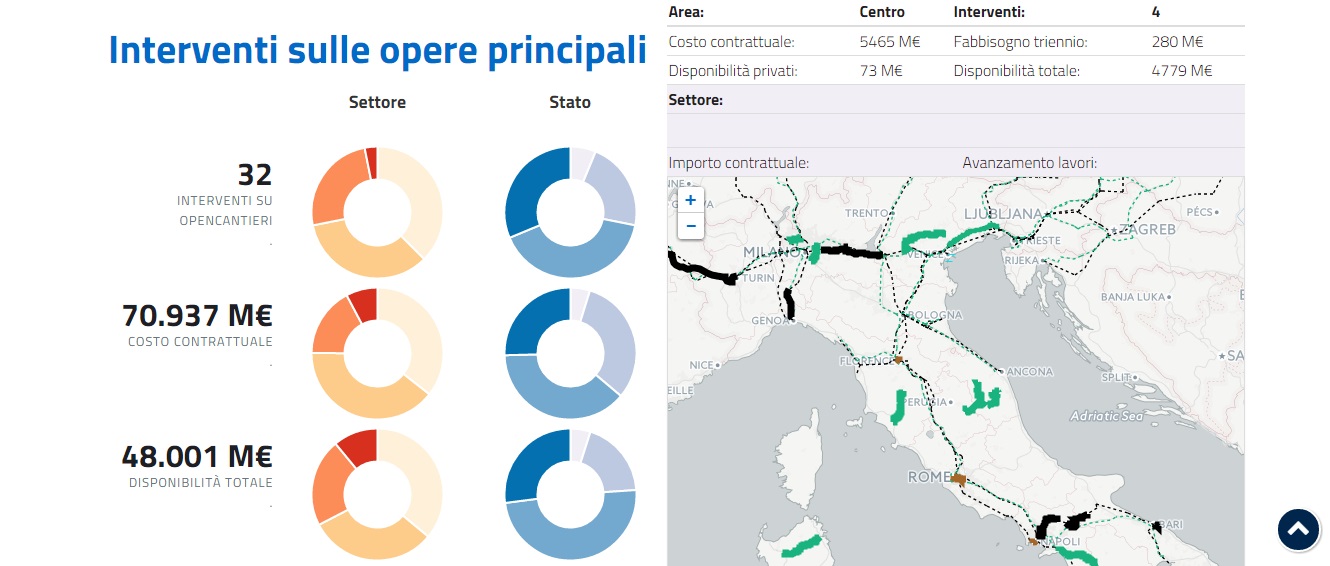 Interventi sulle opere principali
Settore Stato
32
INTERVENTI SU
OPENCANTIERI
.
70.937 M€
COSTO CONTRATTUALE
.
48.001 M€
DISPONIBILITÀ TOTALE
.
Area: Centro Interventi: 4
Costo contrattuale: 5465 M€ Fabbisogno triennio: 280 M€
Disponibilità privati: 73 M€ Disponibilità totale: 4779 M€
Settore:
Importo contrattuale: Avanzamento lavori:
+
−
TRENTO
LJUBLJANA
PÉCS
ZAGREB
MILANO
VENICE
TRIESTE
RIJEKA
TURIN
BANJA LUKA
GENOA
BOLOGNA
NICE
FLORENCE
ANCONA
SPLIT
SA
EILLE
PERUGIA
Adriatic Sea
ROME
BARI
NAPOLI